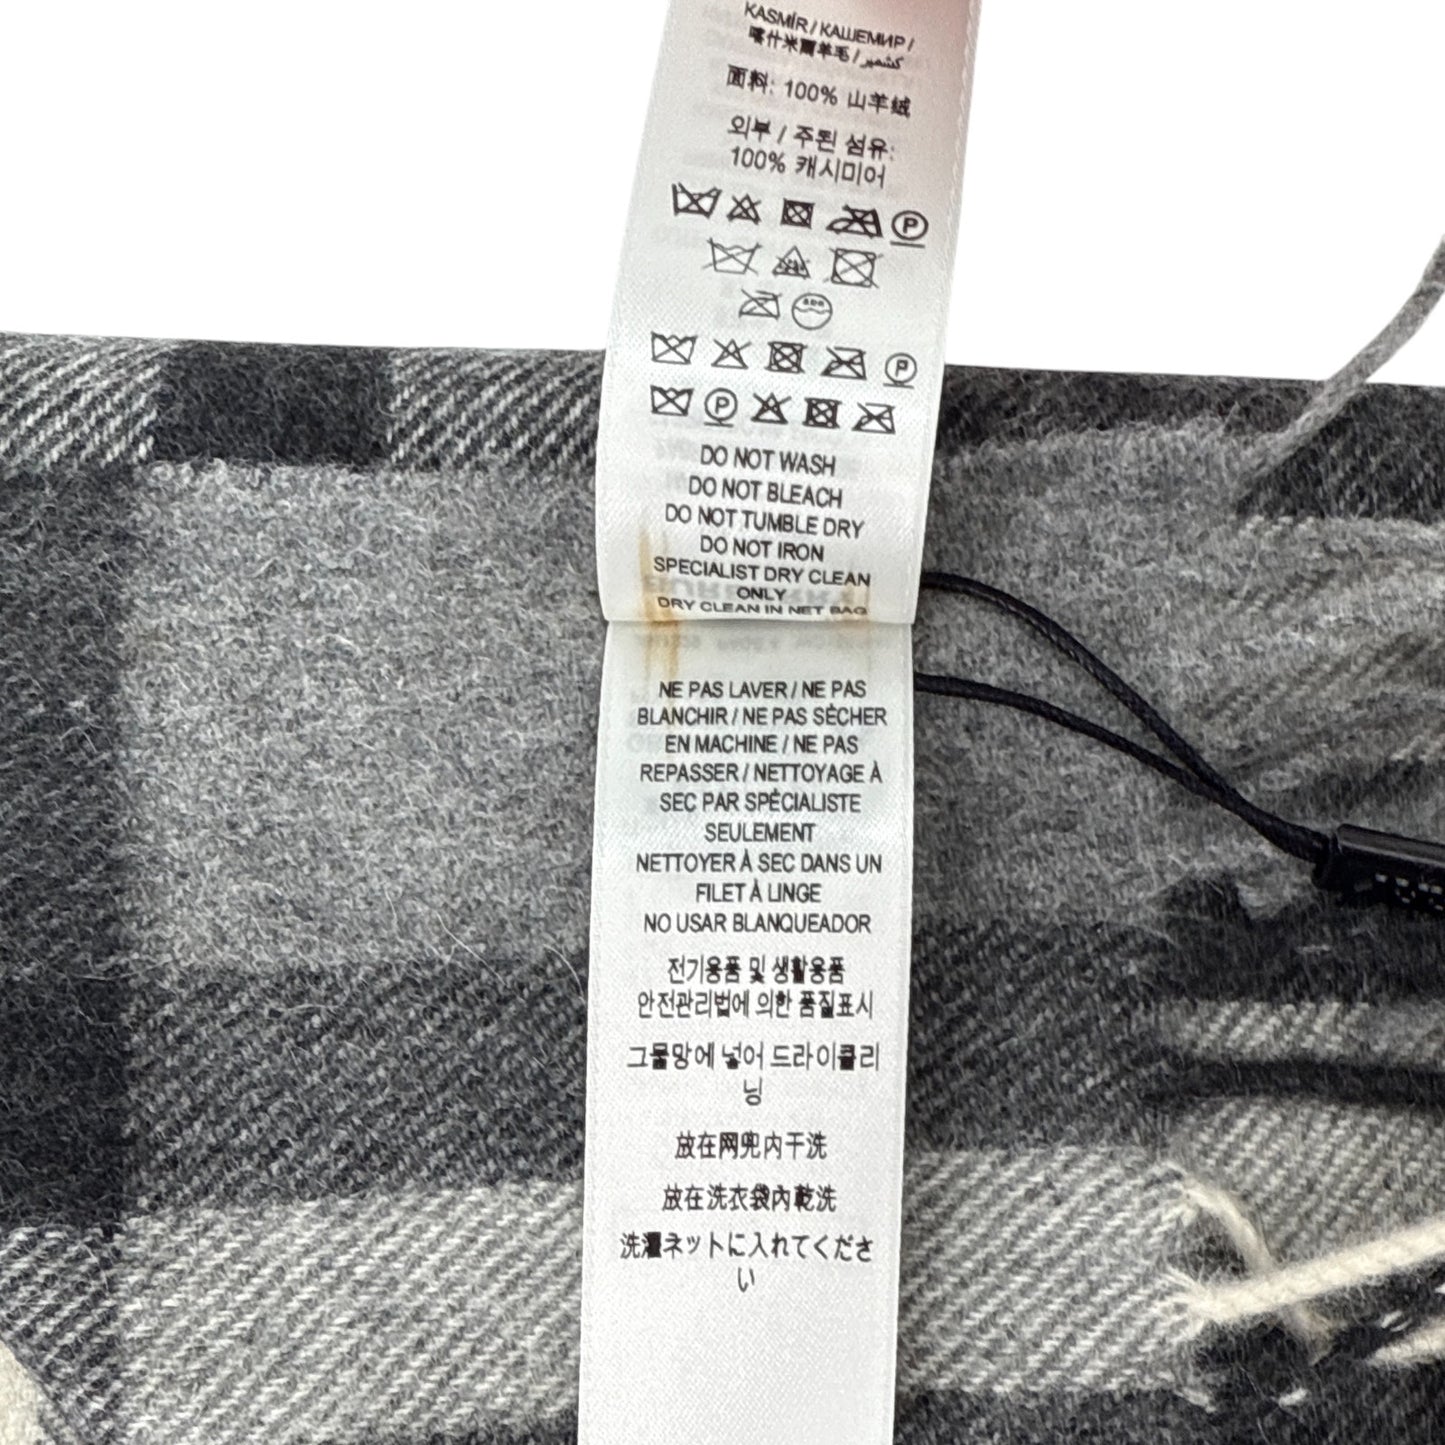 KASMİR / КАШЕМИР /
喀什米爾羊毛 / كشمير
面料: 100% 山羊绒
외부 / 주된 섬유:
100% 캐시미어
P
P
P
DO NOT WASH
DO NOT BLEACH
DO NOT TUMBLE DRY
DO NOT IRON
SPECIALIST DRY CLEAN
ONLY
DRY CLEAN IN NET BAG
NE PAS LAVER / NE PAS
BLANCHIR / NE PAS SÉCHER
EN MACHINE / NE PAS
REPASSER / NETTOYAGE À
SEC PAR SPÉCIALISTE
SEULEMENT
NETTOYER À SEC DANS UN
FILET À LINGE
NO USAR BLANQUEADOR
전기용품 및 생활용품
안전관리법에 의한 품질표시
그물망에 넣어 드라이클리
닝
放在网兜内干洗
放在洗衣袋內乾洗
洗濯ネットに入れてくださ
い